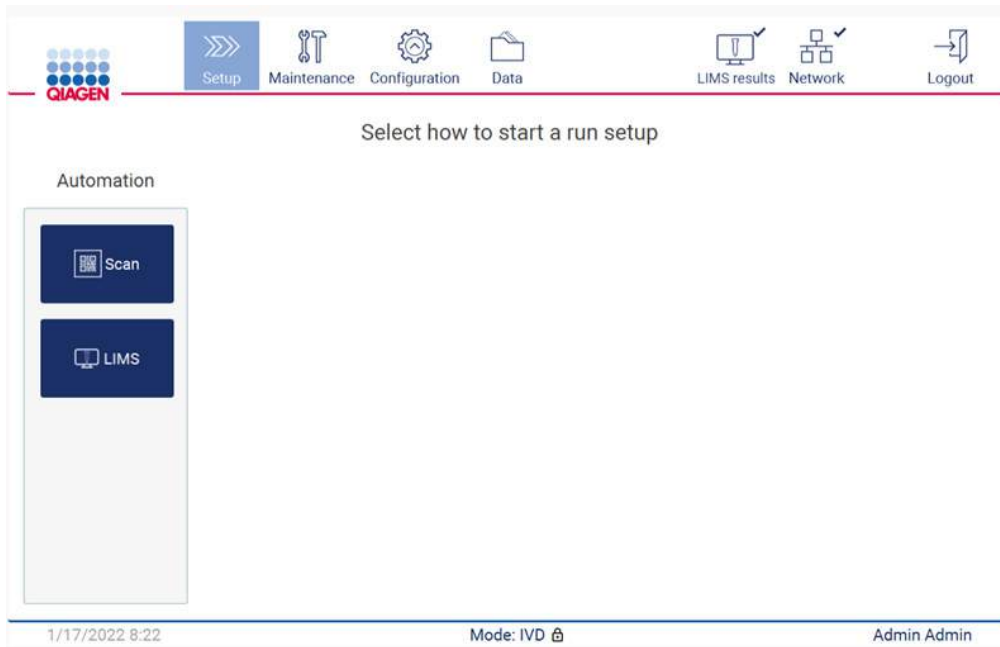 QIAGEN
Setup
Maintenance
Configuration
Data
LIMS results
Network
Logout
Select how to start a run setup
Automation
Scan
LIMS
1/17/2022 8:22
Mode: IVD
Admin Admin